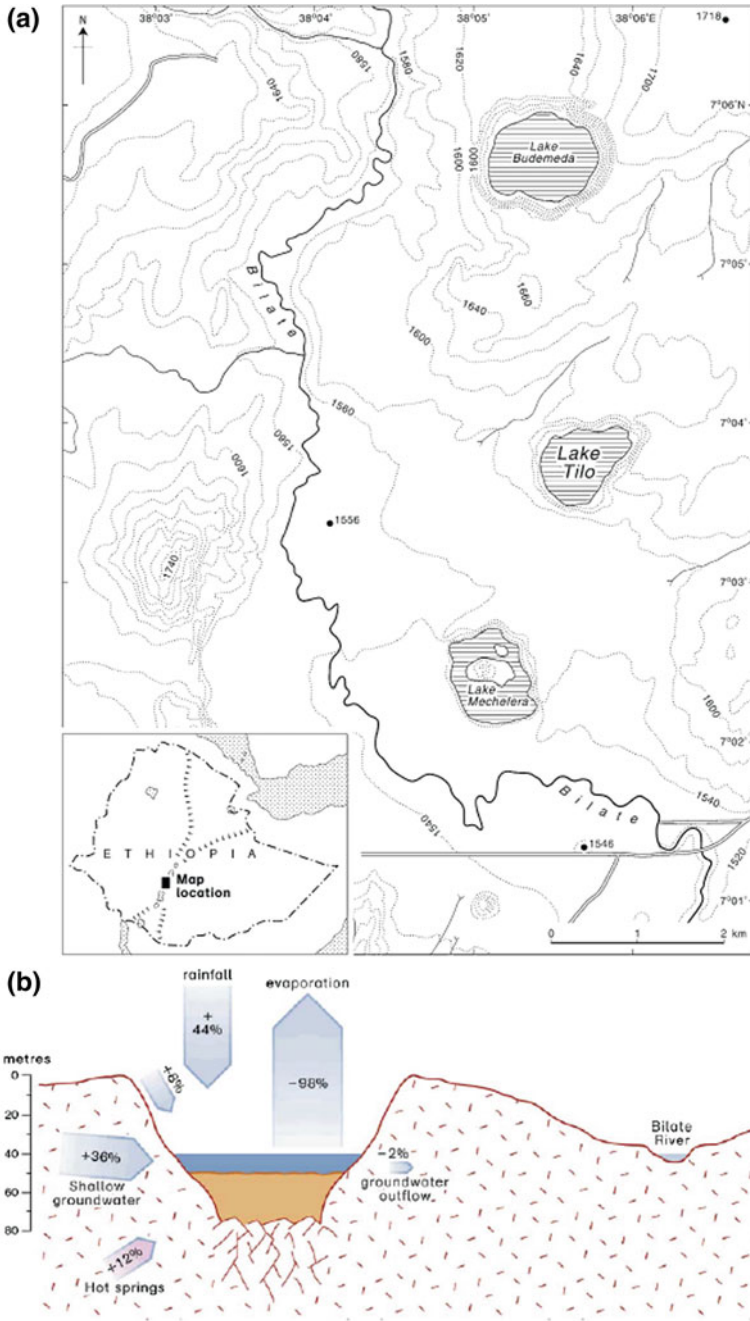 (a)
38°03'
38°04'
38°05'
38°06'E
1718
N
1580
1560
1640
1580
1620
1640
1700
7°06'N
1600
1600
Lake
Budemeda
Bilate
7°05'
1640
1660
1600
1560
7°04'
1560
1600
Lake
Tilo
1556
1740
7°03'
Lake
Mechefera
1600
7°02'
Bilate
1540
1540
1546
1520
ETHIOPIA
Map
location
7°01'
0 1 2 km
(b)
rainfall
evaporation
+
44%
metres
0
+6%
-98%
20
Bilate
River
+36%
-2%
40
Shallow
groundwater
groundwater
outflow
60
80
+12%
Hot springs